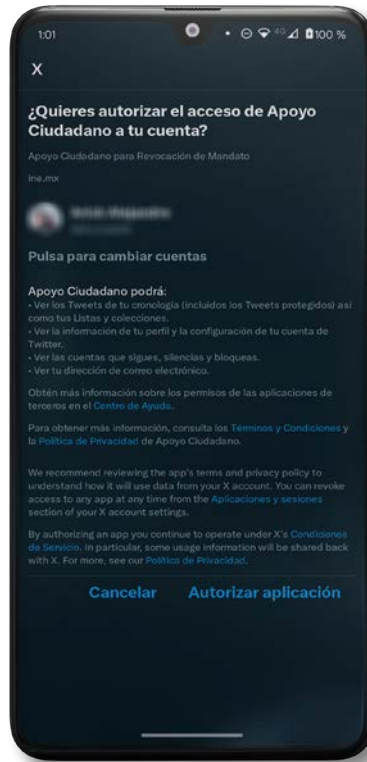 1:01
4G
100 %
X
¿Quieres autorizar el acceso de Apoyo
Ciudadano a tu cuenta?
Apoyo Ciudadano para Revocación de Mandato
ine.mx
Pulsa para cambiar cuentas
Apoyo Ciudadano podrá:
• Ver los Tweets de tu cronología (incluidos los Tweets protegidos) así
como tus Listas y colecciones.
• Ver la información de tu perfil y la configuración de tu cuenta de
Twitter.
• Ver las cuentas que sigues, silencias y bloqueas.
• Ver tu dirección de correo electrónico.
Obtén más información sobre los permisos de las aplicaciones de
terceros en el Centro de Ayuda.
Para obtener más información, consulta los Términos y Condiciones y
la Política de Privacidad de Apoyo Ciudadano.
We recommend reviewing the app's terms and privacy policy to
understand how it will use data from your X account. You can revoke
access to any app at any time from the Aplicaciones y sesiones
section of your X account settings.
By authorizing an app you continue to operate under X's Condiciones
de Servicio. In particular, some usage information will be shared back
with X. For more, see our Política de Privacidad.
Cancelar Autorizar aplicación